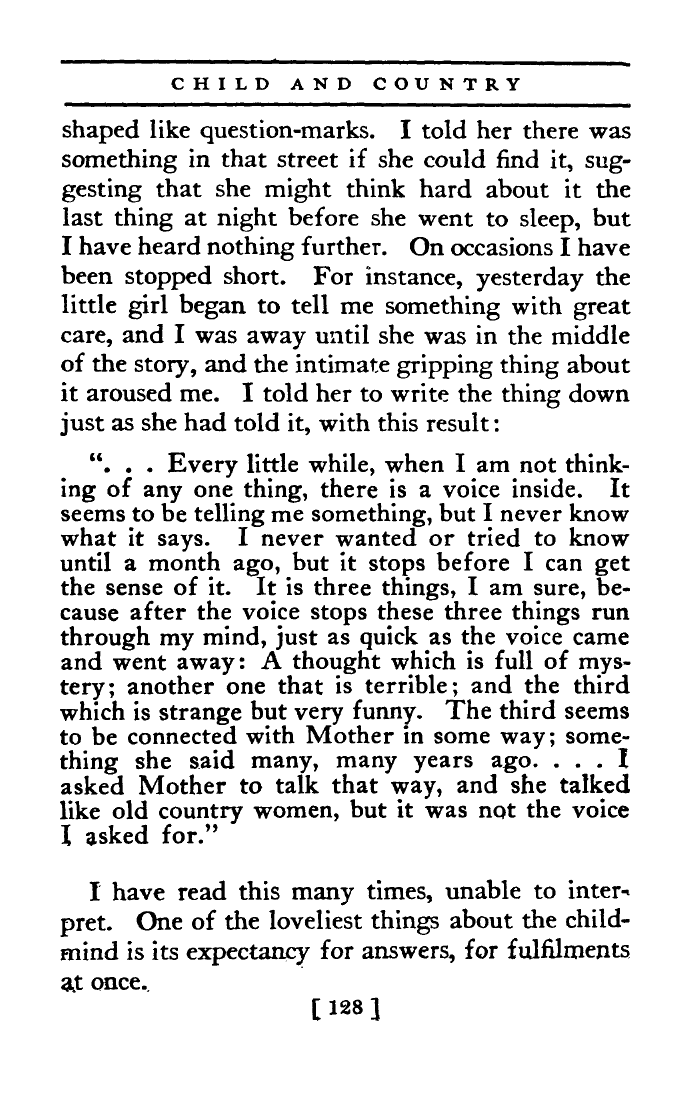 CHILD AND COUNTRY
shaped like question-marks. I told her there was
something in that street if she could find it, sug-
gesting that she might think hard about it the
last thing at night before she went to sleep, but
I have heard nothing further. On occasions I have
been stopped short. For instance, yesterday the
little girl began to tell me something with great
care, and I was away until she was in the middle
of the story, and the intimate gripping thing about
it aroused me. I told her to write the thing down
just as she had told it, with this result:
“. . . Every little while, when I am not think-
ing of any one thing, there is a voice inside. It
seems to be telling me something, but I never know
what it says. I never wanted or tried to know
until a month ago, but it stops before I can get
the sense of it. It is three things, I am sure, be-
cause after the voice stops these three things run
through my mind, just as quick as the voice came
and went away: A thought which is full of mys-
tery; another one that is terrible; and the third
which is strange but very funny. The third seems
to be connected with Mother in some way; some-
thing she said many, many years ago. . . . I
asked Mother to talk that way, and she talked
like old country women, but it was not the voice
I asked for.”
I have read this many times, unable to inter-
pret. One of the loveliest things about the child-
mind is its expectancy for answers, for fulfilments
at once.
[ 128 ]